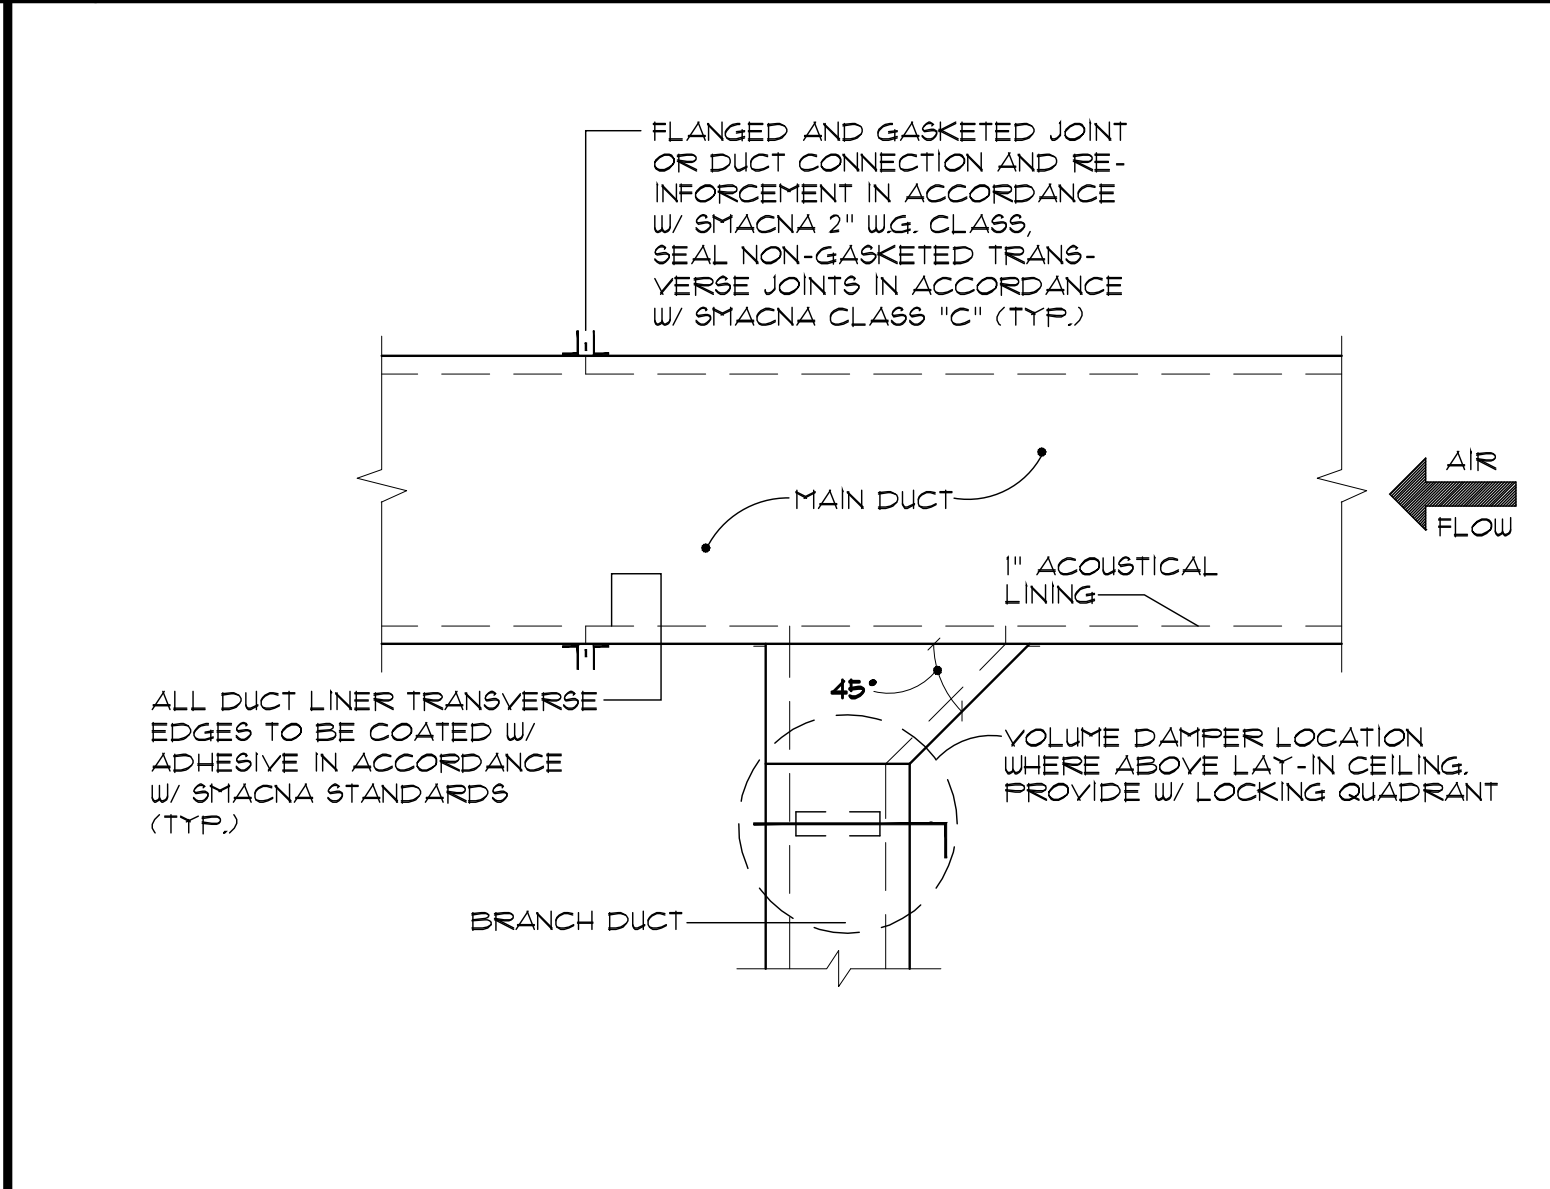 FLANGED AND GASKETED JOINT
OR DUCT CONNECTION AND RE-
INFORCEMENT IN ACCORDANCE
W/ SMACNA 2" W.G. CLASS,
SEAL NON-GASKETED TRANS-
VERSE JOINTS IN ACCORDANCE
W/ SMACNA CLASS "C" (TYP.)
AIR
FLOW
MAIN DUCT
1" ACOUSTICAL
LINING
45°
ALL DUCT LINER TRANSVERSE
EDGES TO BE COATED W/
ADHESIVE IN ACCORDANCE
W/ SMACNA STANDARDS
(TYP.)
VOLUME DAMPER LOCATION
WHERE ABOVE LAY-IN CEILING.
PROVIDE W/ LOCKING QUADRANT
BRANCH DUCT